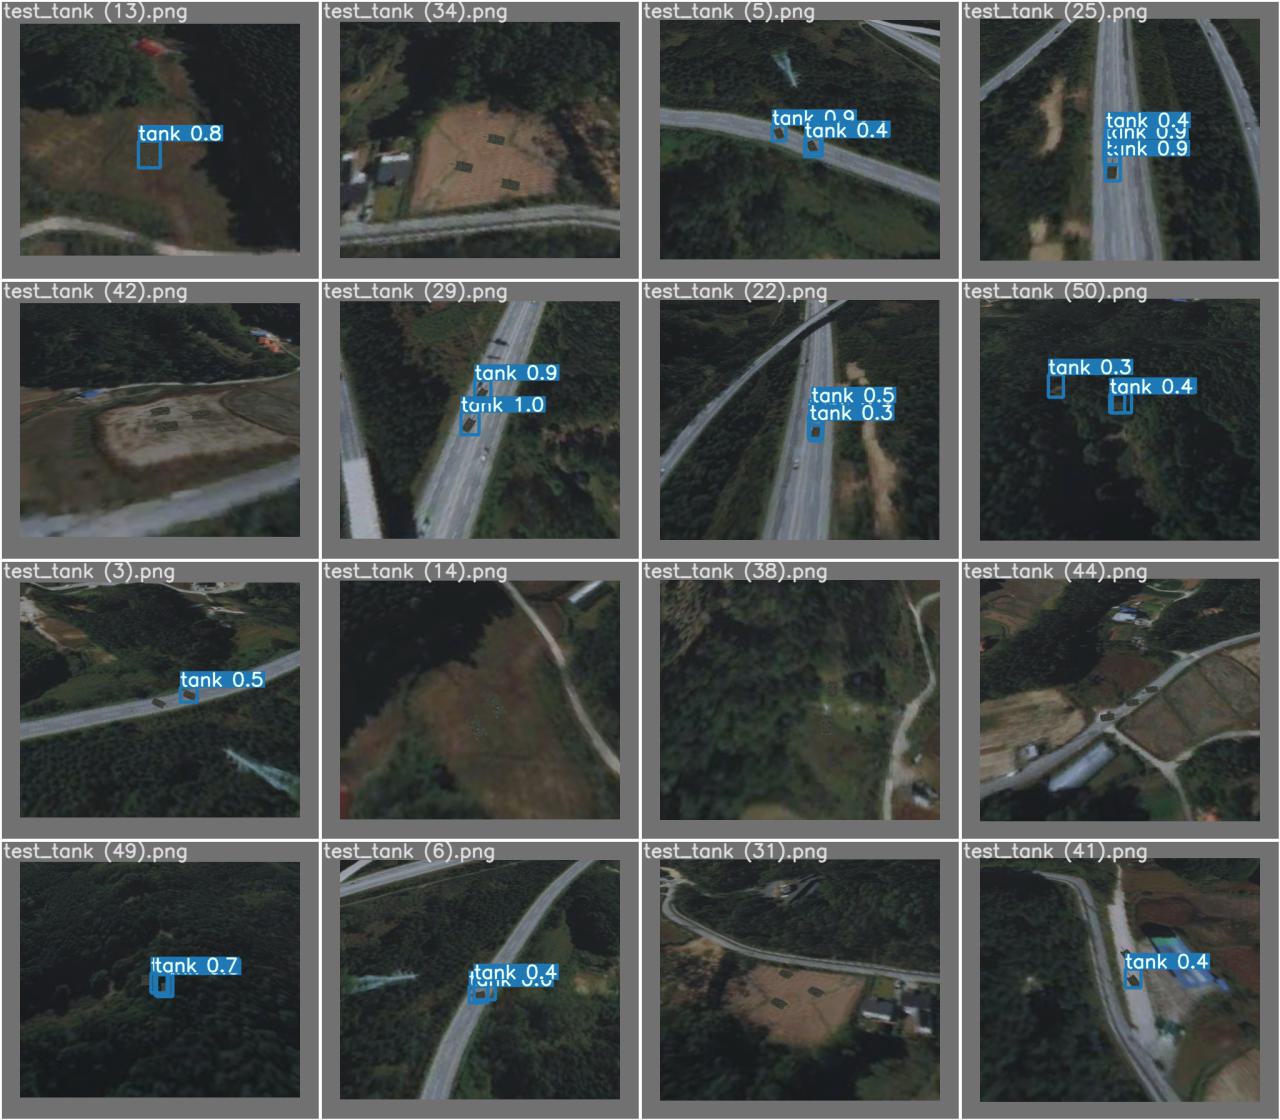 test_tank (13).png
test_tank (34).png
test_tank (5).png
test_tank (25).png
tank 0.8
tank 0.9
tank 0.4
tank 0.4
tank 0.9
tank 0.9
test_tank (42).png
test_tank (29).png
test_tank (22).png
test_tank (50).png
tank 0.9
tank 1.0
tank 0.5
tank 0.3
tank 0.3
tank 0.4
test_tank (3).png
test_tank (14).png
test_tank (38).png
test_tank (44).png
tank 0.5
test_tank (49).png
test_tank (6).png
test_tank (31).png
test_tank (41).png
tank 0.7
tank 0.4
tank 0.4